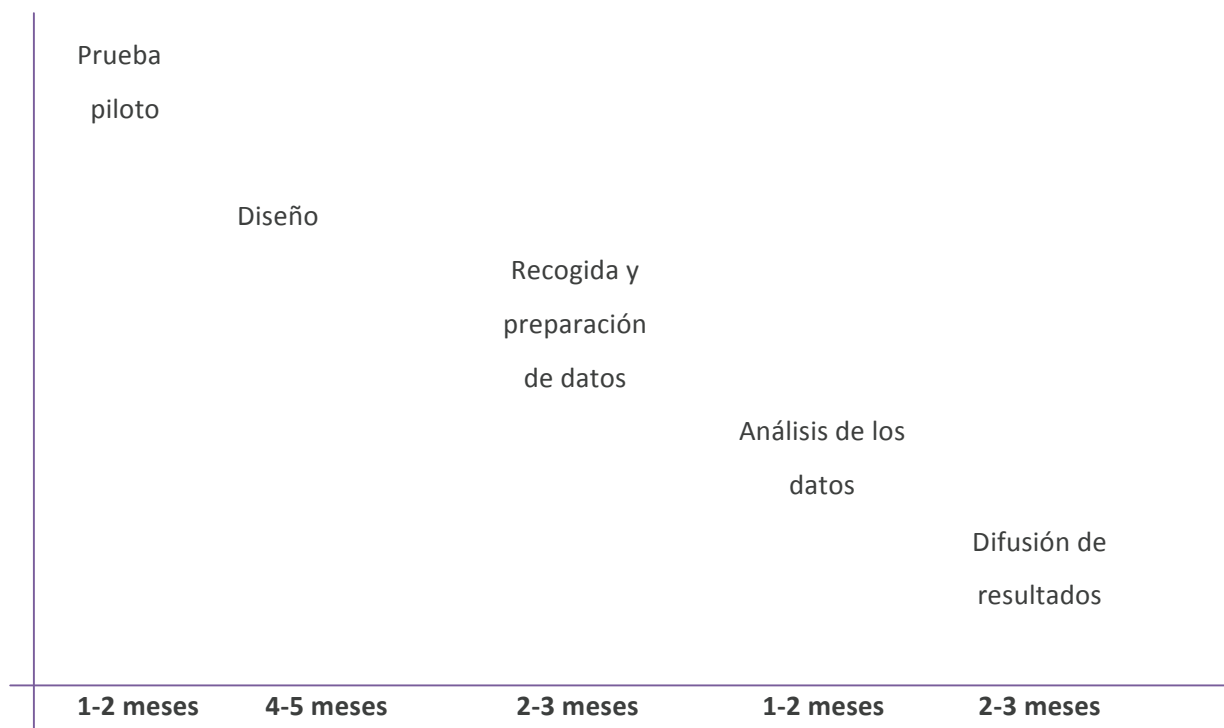 Prueba
piloto
Diseño
Recogida y
preparación
de datos
Análisis de los
datos
Difusión de
resultados
1-2 meses 4-5 meses 2-3 meses 1-2 meses 2-3 meses